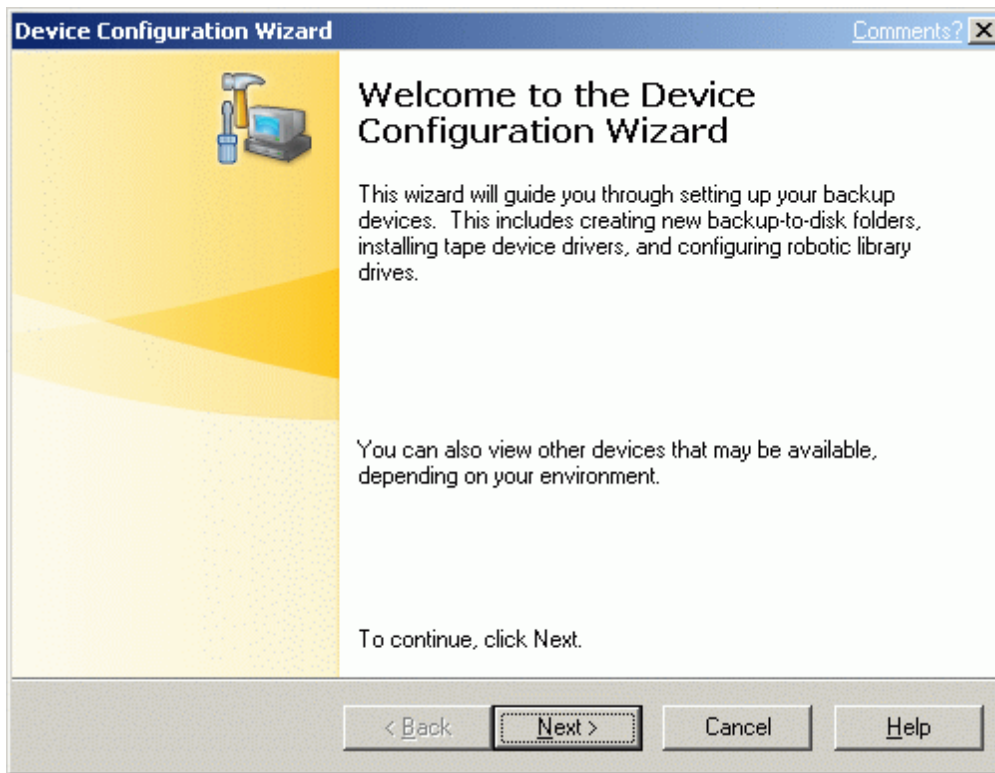 Device Configuration Wizard
Comments?
Welcome to the Device
Configuration Wizard
This wizard will guide you through setting up your backup
devices.  This includes creating new backup-to-disk folders,
installing tape device drivers, and configuring robotic library
drives.
You can also view other devices that may be available,
depending on your environment.
To continue, click Next.
< Back
Next >
Cancel
Help